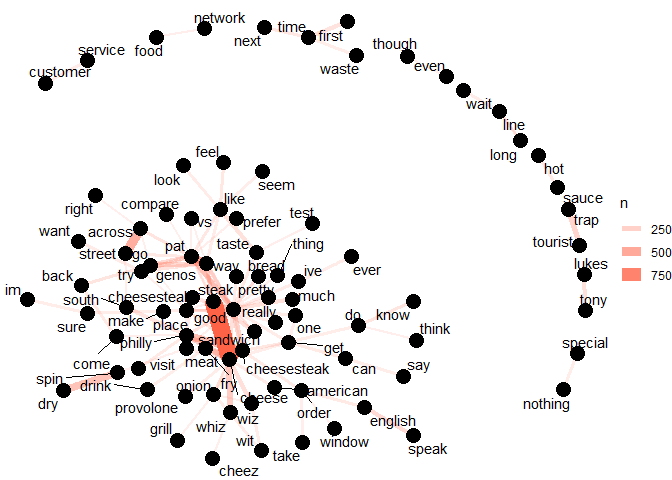 network
time
first
food
next
though
service
waste
customer
even
wait
line
long
hot
feel
look
seem
sauce
n
right
compare
like
trap
250
want
across
vs
prefer
test
tourist
500
street
go
pat
taste
thing
lukes
750
back
try
genos
way
bread
ive
ever
im
south
cheesesteak
steak
pretty
much
tony
sure
make
place
good
really
one
do
know
philly
sandwich
think
special
come
visit
meat
cheesesteak
get
can
say
spin
drink
onion
fry
cheese
american
nothing
dry
provolone
whiz
wiz
order
english
grill
wit
window
speak
cheez
take